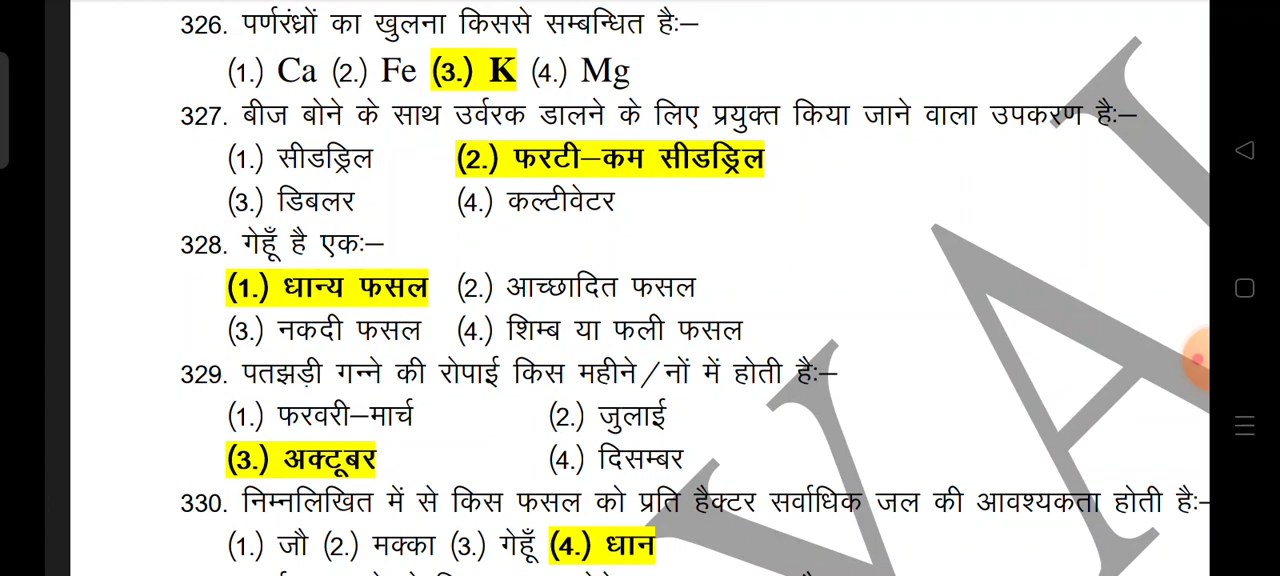 326. पर्णरंध्रों का खुलना किससे सम्बन्धित है:–
(1.) Ca (2.) Fe (3.) K (4.) Mg
327. बीज बोने के साथ उर्वरक डालने के लिए प्रयुक्त किया जाने वाला उपकरण है:–
(1.) सीडड्रिल (2.) फरटी–कम सीडड्रिल
(3.) डिबलर (4.) कल्टीवेटर
328. गेहूँ है एक:–
(1.) धान्य फसल (2.) आच्छादित फसल
(3.) नकदी फसल (4.) शिम्ब या फली फसल
329. पतझड़ी गन्ने की रोपाई किस महीने/नों में होती है:–
(1.) फरवरी–मार्च (2.) जुलाई
(3.) अक्टूबर (4.) दिसम्बर
330. निम्नलिखित में से किस फसल को प्रति हैक्टर सर्वाधिक जल की आवश्यकता होती है:–
(1.) जौ (2.) मक्का (3.) गेहूँ (4.) धान